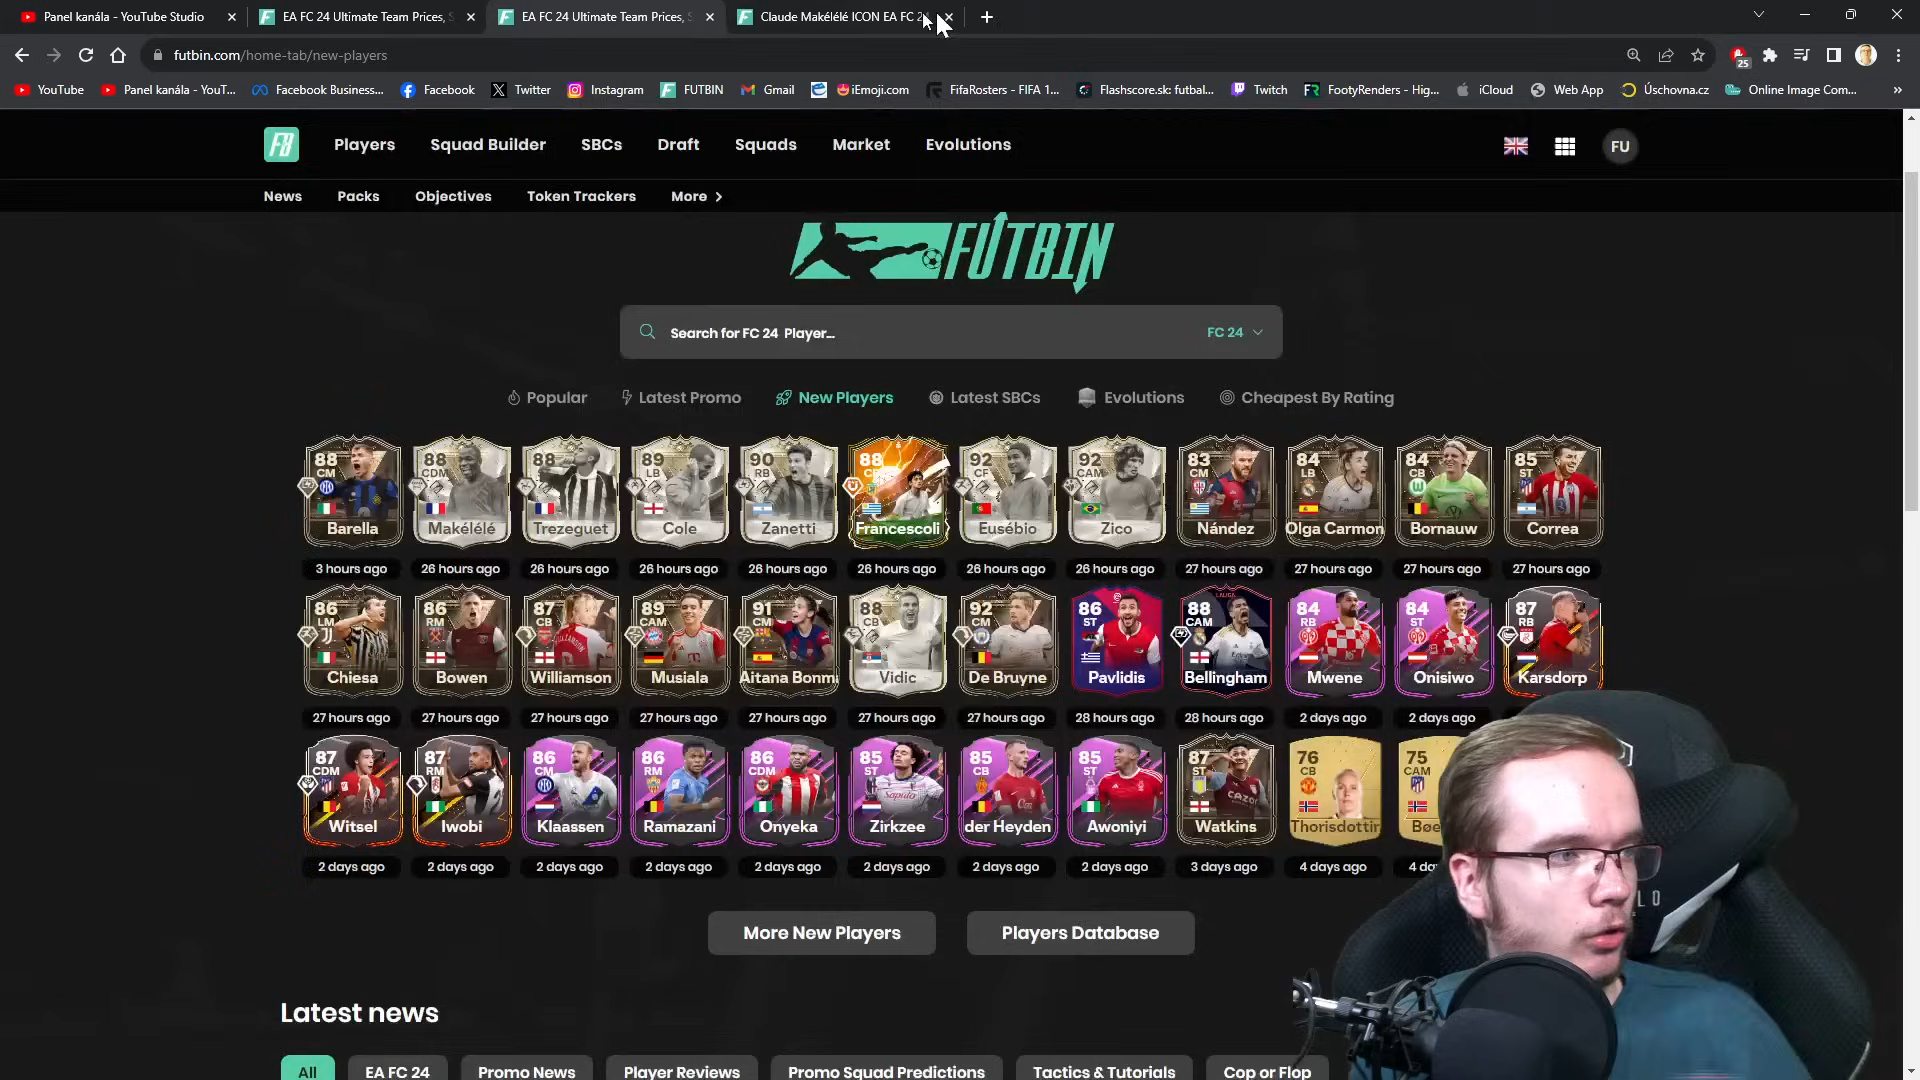 Panel kanála - YouTube Studio
EA FC 24 Ultimate Team Prices, S
EA FC 24 Ultimate Team Prices, S
Claude Makélélé ICON EA FC 24
futbin.com/home-tab/new-players
25
YouTube
Panel kanála - YouT...
Facebook Business...
Facebook
Twitter
Instagram
FUTBIN
Gmail
iEmoji.com
FifaRosters - FIFA 1...
Flashscore.sk: futbal...
Twitch
FootyRenders - Hig...
iCloud
Web App
Úschovna.cz
Online Image Com...
Players
Squad Builder
SBCs
Draft
Squads
Market
Evolutions
FU
News
Packs
Objectives
Token Trackers
More
FUTBIN
Search for FC 24 Player...
FC 24
Popular
Latest Promo
New Players
Latest SBCs
Evolutions
Cheapest By Rating
88 CM Barella
88 CDM Makélélé
88 Trezeguet
89 LB Cole
90 RB Zanetti
88 Francescoli
92 CF Eusébio
92 CAM Zico
83 CM Nández
84 LB Olga Carmon
84 CB Bornauw
85 ST Correa
3 hours ago
26 hours ago
26 hours ago
26 hours ago
26 hours ago
26 hours ago
26 hours ago
26 hours ago
27 hours ago
27 hours ago
27 hours ago
27 hours ago
86 LM Chiesa
86 RM Bowen
87 CB Williamson
89 CAM Musiala
91 CM Aitana Bonm
88 CB Vidic
92 CM De Bruyne
86 ST Pavlidis
88 CAM Bellingham
84 RB Mwene
84 ST Onisiwo
87 RB Karsdorp
27 hours ago
27 hours ago
27 hours ago
27 hours ago
27 hours ago
27 hours ago
27 hours ago
28 hours ago
28 hours ago
2 days ago
2 days ago
87 CDM Witsel
87 RM Iwobi
86 CM Klaassen
86 RM Ramazani
86 CDM Onyeka
85 ST Zirkzee
85 CB der Heyden
85 ST Awoniyi
87 ST Watkins
76 CB Thorisdottir
75 CAM Bøe
2 days ago
2 days ago
2 days ago
2 days ago
2 days ago
2 days ago
2 days ago
2 days ago
3 days ago
4 days ago
4 da
More New Players
Players Database
Latest news
All
EA FC 24
Promo News
Player Reviews
Promo Squad Predictions
Tactics & Tutorials
Cop or Flop